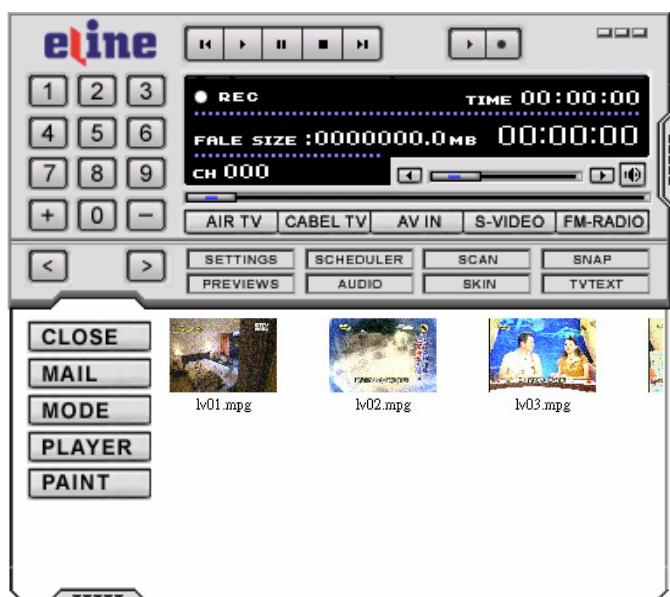 eline
1 2 3
4 5 6
7 8 9
+ 0 −
REC TIME 00:00:00
FALE SIZE :0000000.0MB 00:00:00
CH 000
AIR TV CABEL TV AV IN S-VIDEO FM-RADIO
< >
SETTINGS SCHEDULER SCAN SNAP
PREVIEWS AUDIO SKIN TVTEXT
CLOSE
MAIL
MODE
PLAYER
PAINT
lv01.mpg lv02.mpg lv03.mpg